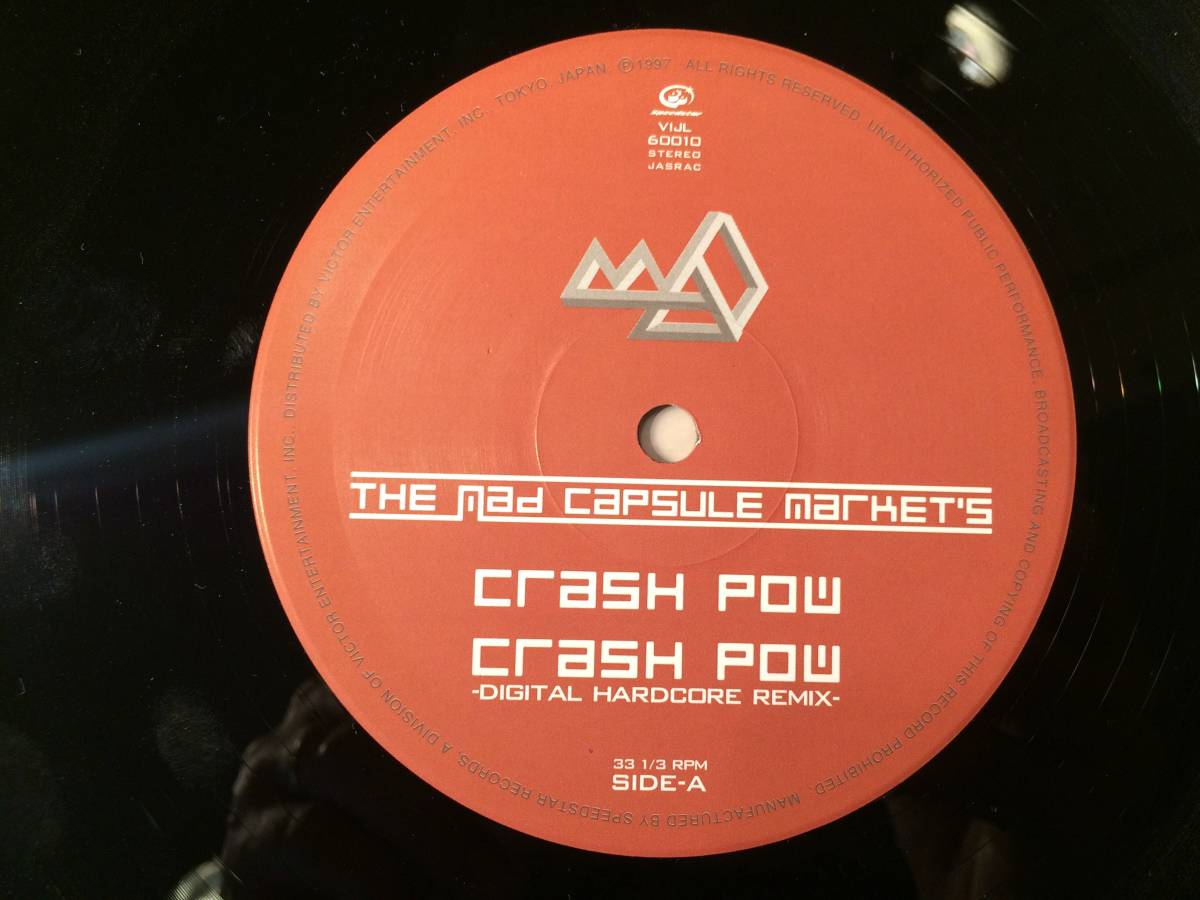 speedstar
VIJL
60010
STEREO
JASRAC
MAD
THE MAD CAPSULE MARKET'S
CRASH POW
CRASH POW
-DIGITAL HARDCORE REMIX-
33 1/3 RPM
SIDE-A
MANUFACTURED BY SPEEDSTAR RECORDS, A DIVISION OF VICTOR ENTERTAINMENT, INC., DISTRIBUTED BY VICTOR ENTERTAINMENT, INC. TOKYO, JAPAN. ℗1997 ALL RIGHTS RESERVED. UNAUTHORIZED PUBLIC PERFORMANCE, BROADCASTING AND COPYING OF THIS RECORD PROHIBITED.